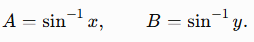 A = sin⁻¹ x,  B = sin⁻¹ y.